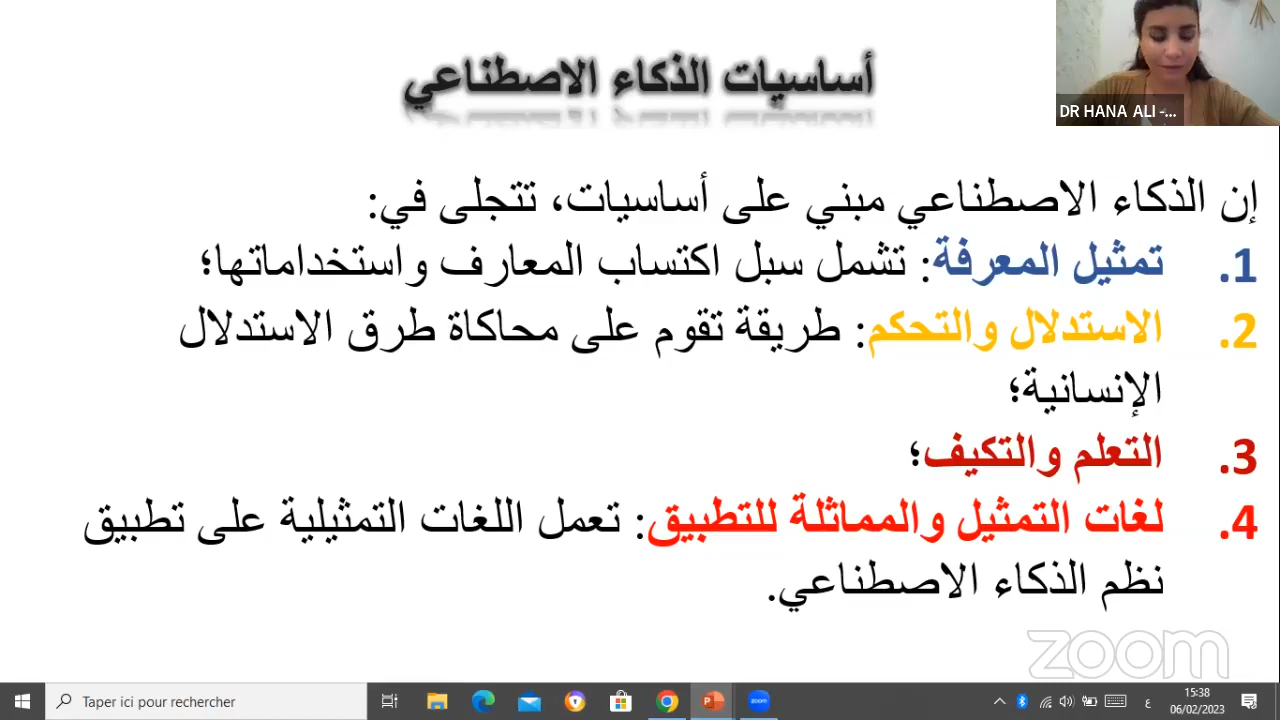 أساسيات الذكاء الاصطناعي
DR HANA ALI -...
إن الذكاء الاصطناعي مبني على أساسيات، تتجلى في:
1. تمثيل المعرفة: تشمل سبل اكتساب المعارف واستخداماتها؛
2. الاستدلال والتحكم: طريقة تقوم على محاكاة طرق الاستدلال
الإنسانية؛
3. التعلم والتكيف؛
4. لغات التمثيل والمماثلة للتطبيق: تعمل اللغات التمثيلية على تطبيق
نظم الذكاء الاصطناعي.
zoom
Taper ici pour rechercher
zoom
ع
15:38
06/02/2023